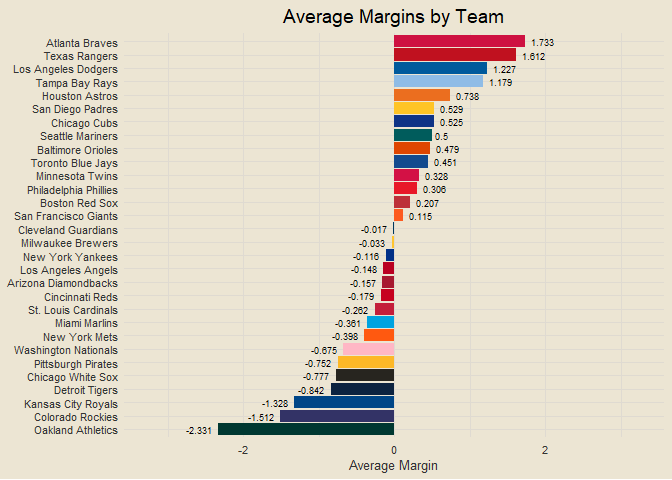 Average Margins by Team
Atlanta Braves 1.733
Texas Rangers 1.612
Los Angeles Dodgers 1.227
Tampa Bay Rays 1.179
Houston Astros 0.738
San Diego Padres 0.529
Chicago Cubs 0.525
Seattle Mariners 0.5
Baltimore Orioles 0.479
Toronto Blue Jays 0.451
Minnesota Twins 0.328
Philadelphia Phillies 0.306
Boston Red Sox 0.207
San Francisco Giants 0.115
Cleveland Guardians -0.017
Milwaukee Brewers -0.033
New York Yankees -0.116
Los Angeles Angels -0.148
Arizona Diamondbacks -0.157
Cincinnati Reds -0.179
St. Louis Cardinals -0.262
Miami Marlins -0.361
New York Mets -0.398
Washington Nationals -0.675
Pittsburgh Pirates -0.752
Chicago White Sox -0.777
Detroit Tigers -0.842
Kansas City Royals -1.328
Colorado Rockies -1.512
Oakland Athletics -2.331
-2 0 2
Average Margin